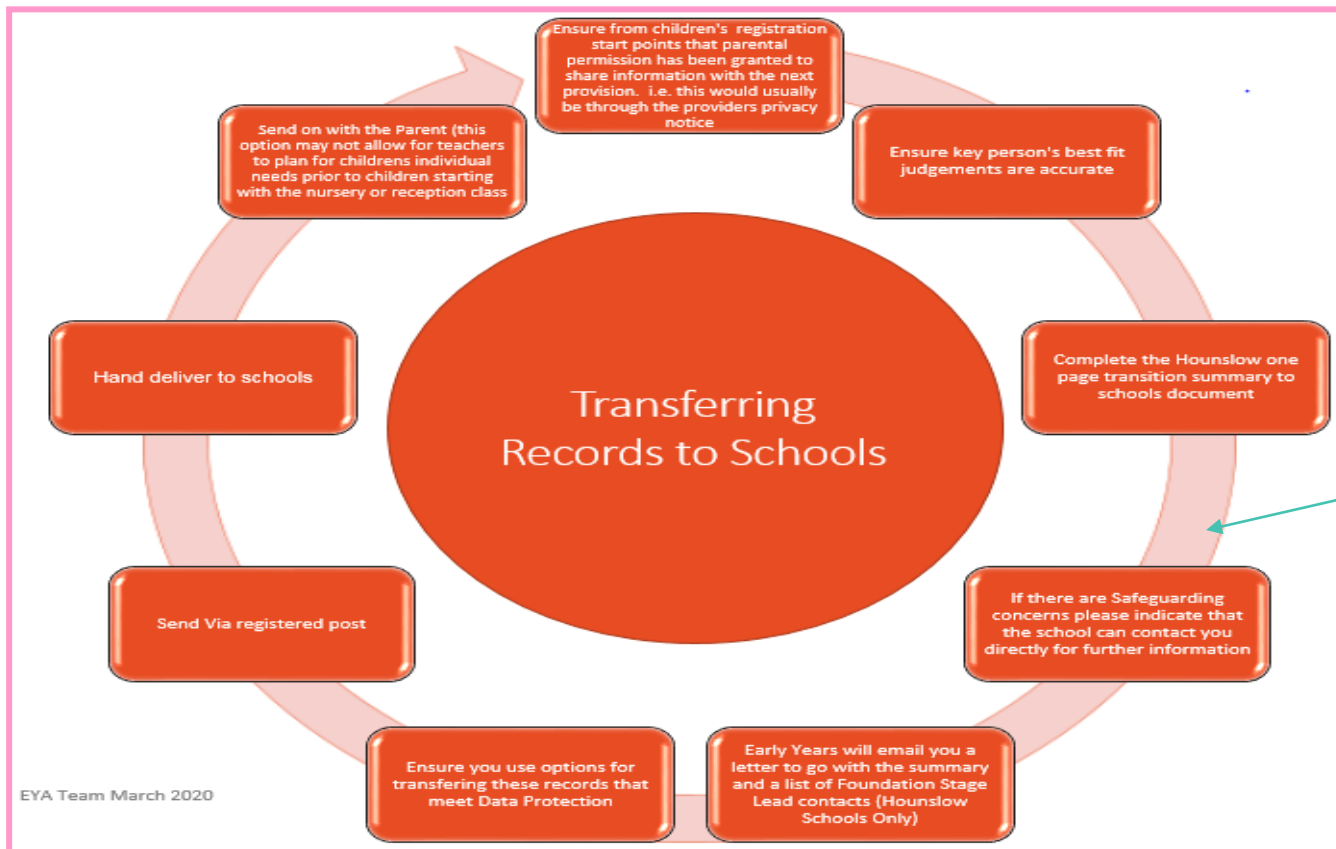 Ensure from children's registration
start points that parental
permission has been granted to
share information with the next
provision. i.e. this would usually
be through the providers privacy
notice
Ensure key person's best fit
judgements are accurate
Complete the Hounslow one
page transition summary to
schools document
If there are Safeguarding
concerns please indicate that
the school can contact you
directly for further information
Early Years will email you a
letter to go with the summary
and a list of Foundation Stage
Lead contacts (Hounslow
Schools Only)
Ensure you use options for
transfering these records that
meet Data Protection
Send Via registered post
Hand deliver to schools
Send on with the Parent (this
option may not allow for teachers
to plan for childrens individual
needs prior to children starting
with the nursery or reception class
Transferring
Records to Schools
EYA Team March 2020